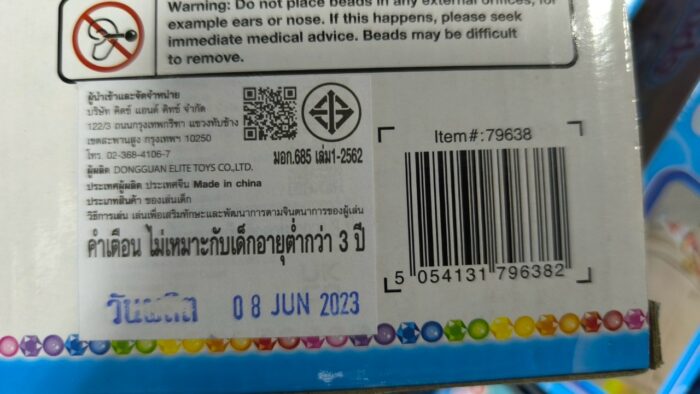 Warning: Do not place beads in any external orifices, for
example ears or nose. If this happens, please seek
immediate medical advice. Beads may be difficult
to remove.
ผู้นำเข้าและจัดจำหน่าย
บริษัท คิดซ์ แอนด์ คิทซ์ จำกัด
122/3 ถนนกรุงเทพกรีฑา แขวงทับช้าง
เขตสะพานสูง กรุงเทพฯ 10250
โทร. 02-368-4106-7
มอก.685 เล่ม1-2562
ผู้ผลิต DONGGUAN ELITE TOYS CO.,LTD.
ประเทศผู้ผลิต ประเทศจีน Made in china
ประเภทสินค้า ของเล่นเด็ก
วิธีการเล่น เล่นเพื่อเสริมทักษะและพัฒนาการตามจินตนาการของผู้เล่น
คำเตือน ไม่เหมาะกับเด็กอายุต่ำกว่า 3 ปี
วันผลิต 08 JUN 2023
Item#:79638
5 054131 796382